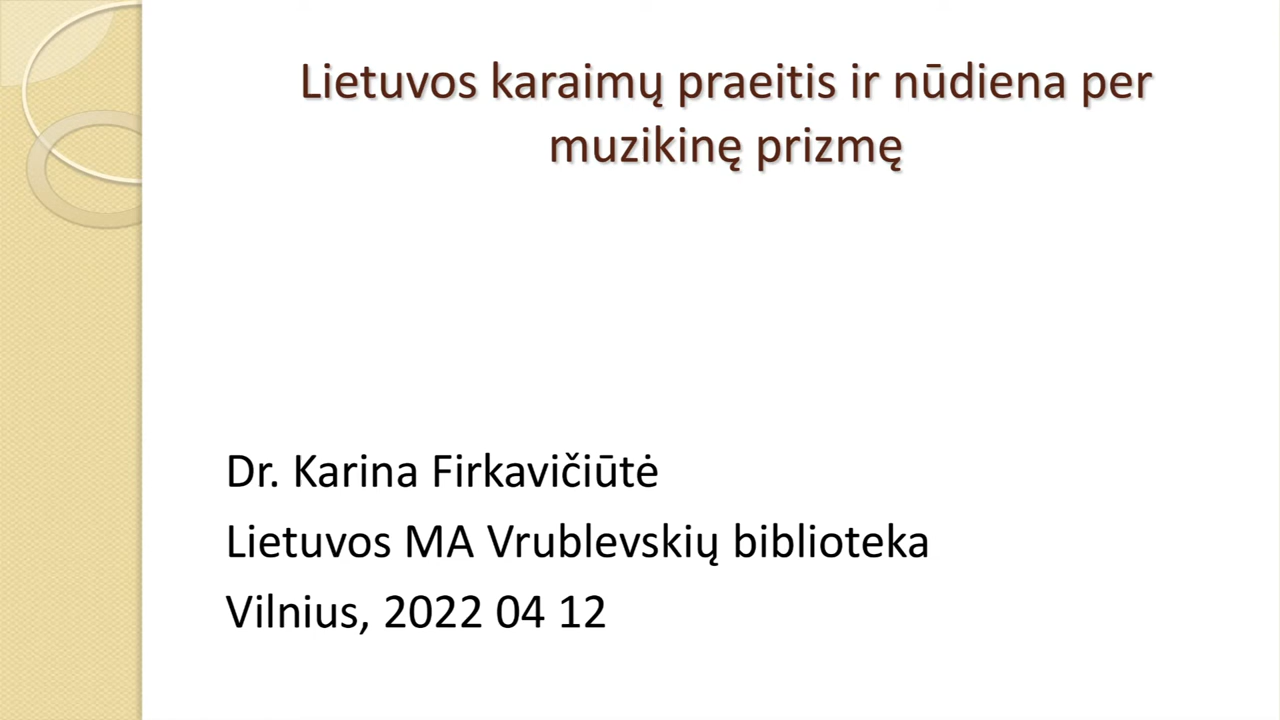 Lietuvos karaimų praeitis ir nūdiena per
muzikinę prizmę
Dr. Karina Firkavičiūtė
Lietuvos MA Vrublevskių biblioteka
Vilnius, 2022 04 12